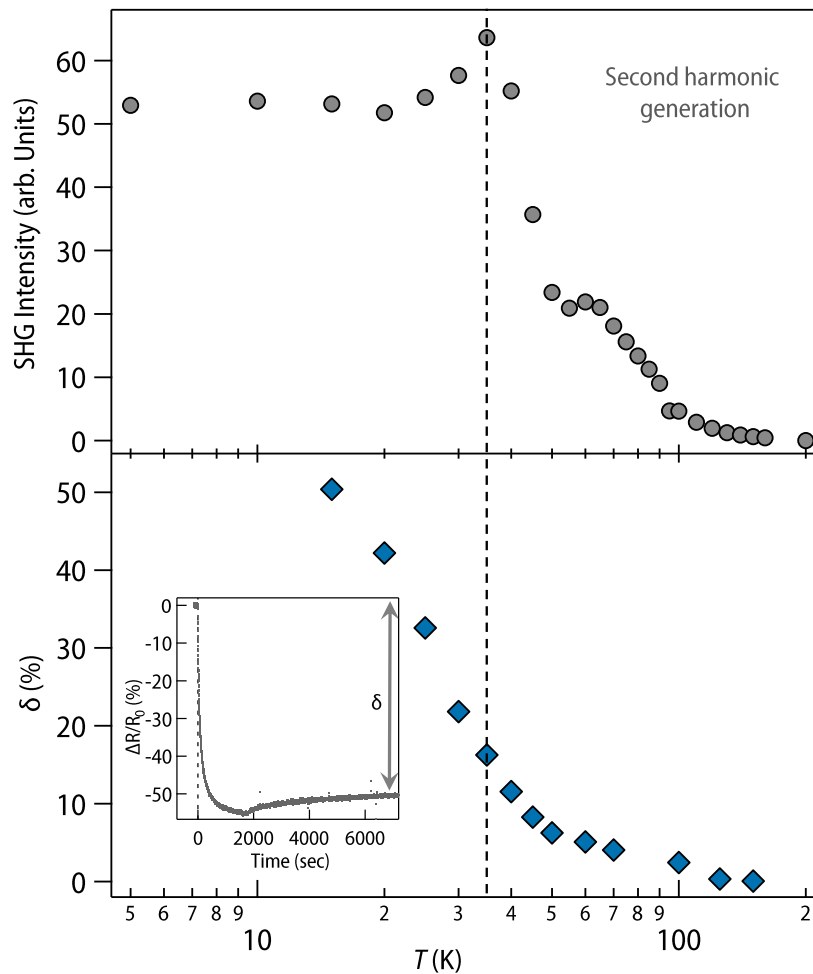 60
50
40
30
20
10
0
SHG Intensity (arb. Units)
Second harmonic
generation
50
40
30
20
10
0
δ (%)
0
-10
-20
-30
-40
-50
ΔR/R₀ (%)
δ
0 2000 4000 6000
Time (sec)
5 6 7 8 9 2 3 4 5 6 7 8 9 2
10 100
T (K)